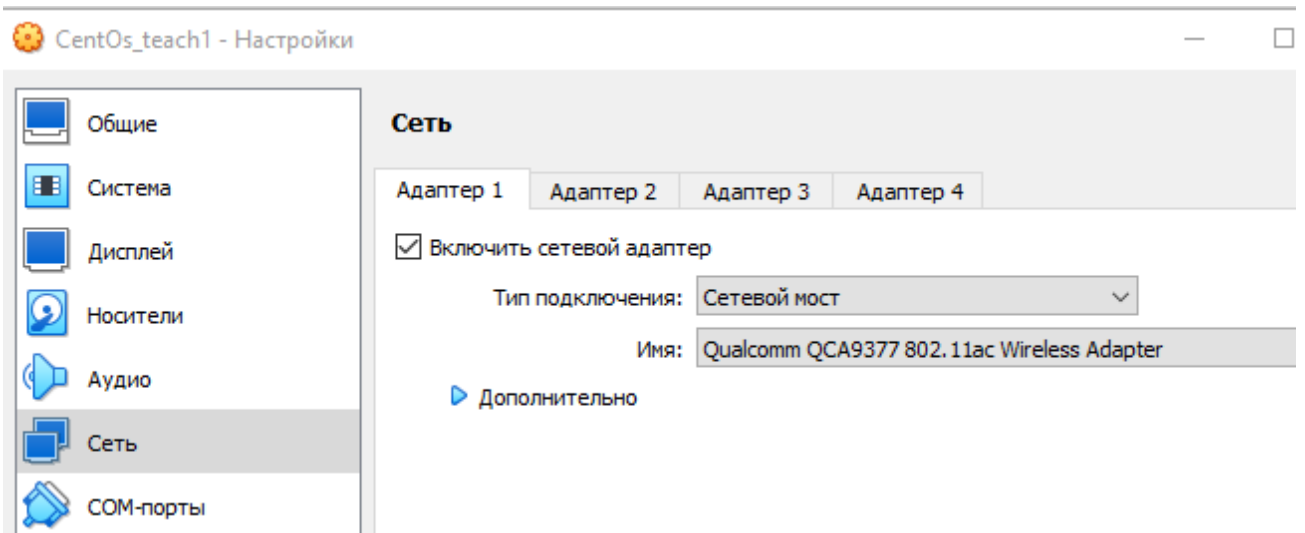 CentOs_teach1 - Настройки
Общие
Система
Дисплей
Носители
Аудио
Сеть
COM-порты
Сеть
Адаптер 1 Адаптер 2 Адаптер 3 Адаптер 4
Включить сетевой адаптер
Тип подключения: Сетевой мост
Имя: Qualcomm QCA9377 802.11ac Wireless Adapter
Дополнительно